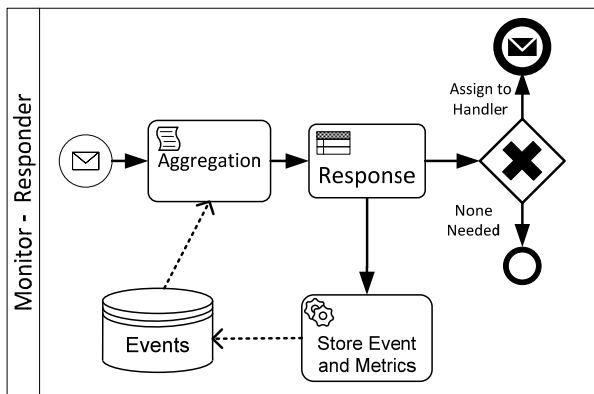 Monitor - Responder
Assign to
Handler
Aggregation
Response
None
Needed
Events
Store Event
and Metrics